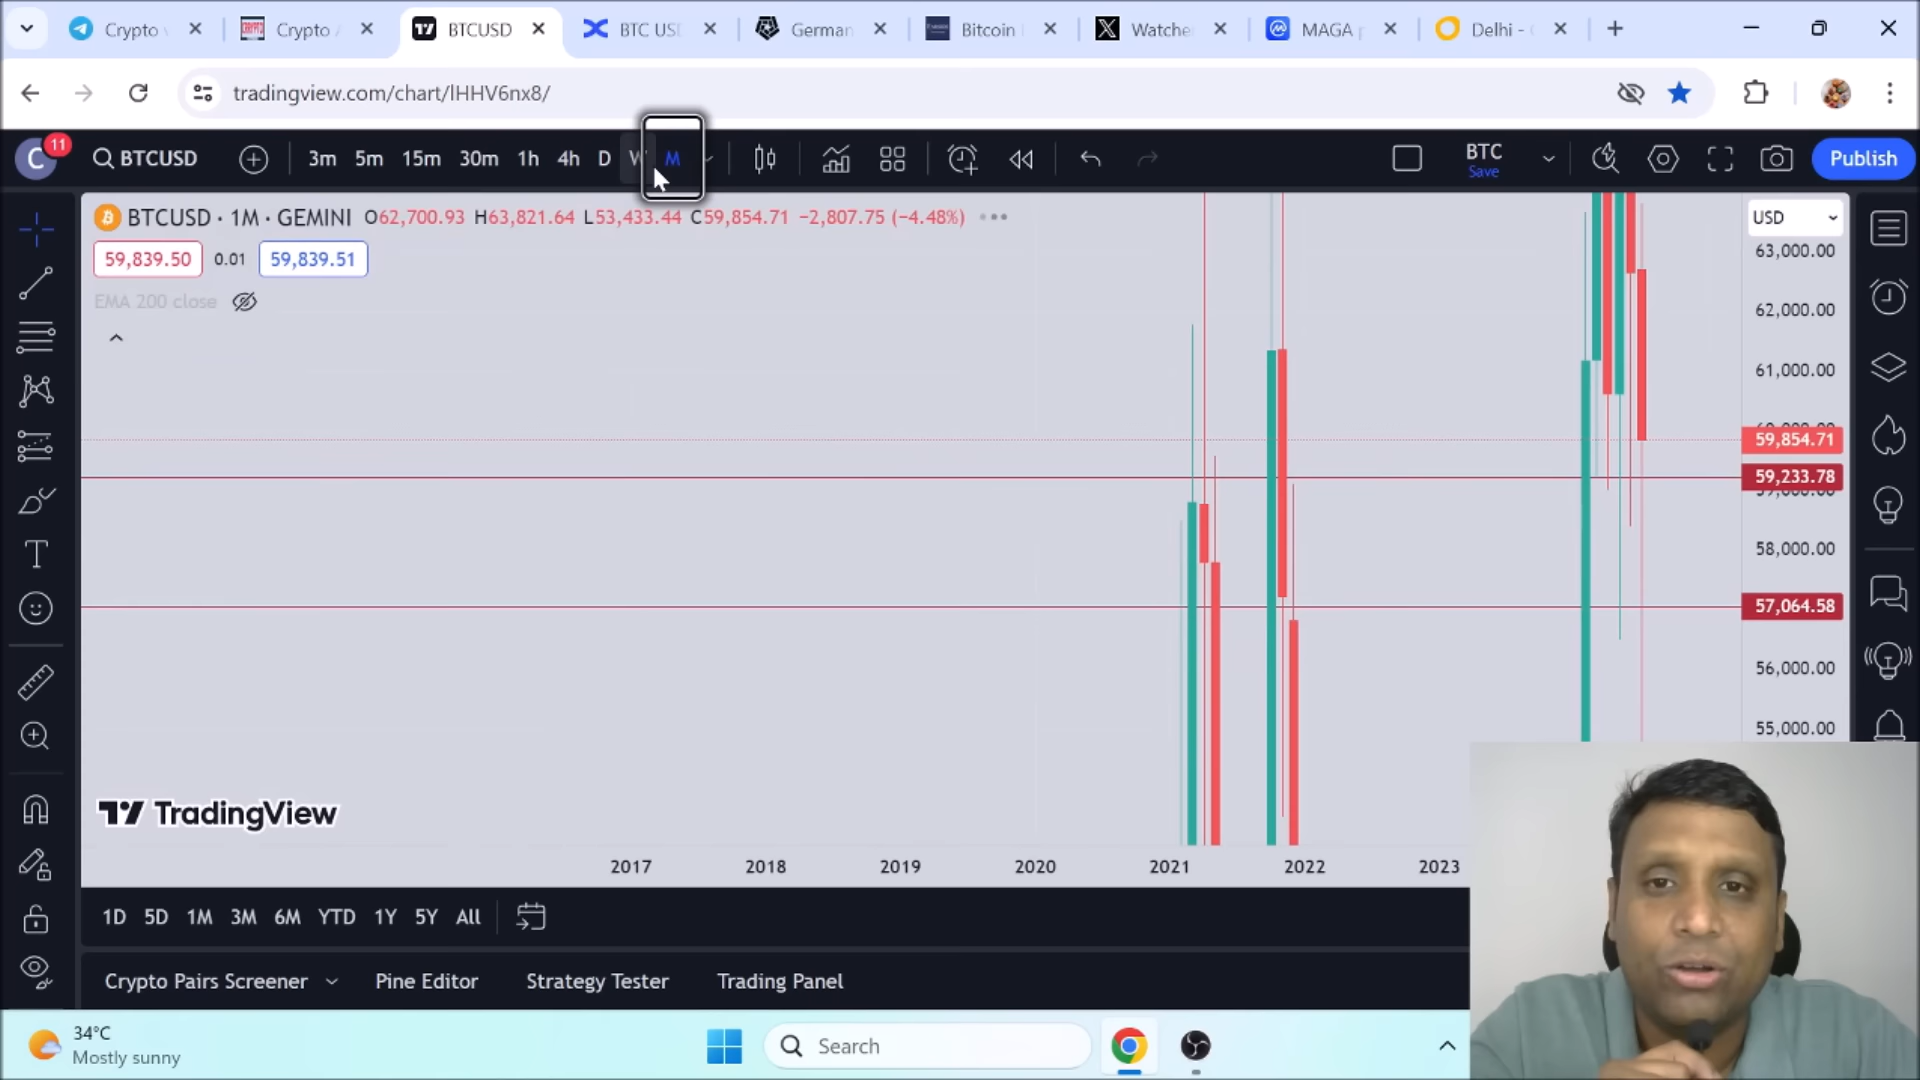 Crypto
Crypto
BTCUSD
BTC US
German
Bitcoin
Watche
MAGA
Delhi -
tradingview.com/chart/lHHV6nx8/
C
11
BTCUSD
3m 5m 15m 30m 1h 4h D W M
BTC
Save
Publish
BTCUSD · 1M · GEMINI O62,700.93 H63,821.64 L53,433.44 C59,854.71 −2,807.75 (−4.48%)
USD
59,839.50 0.01 59,839.51
EMA 200 close
63,000.00
62,000.00
61,000.00
59,854.71
59,233.78
58,000.00
57,064.58
56,000.00
55,000.00
TradingView
2017 2018 2019 2020 2021 2022 2023
1D 5D 1M 3M 6M YTD 1Y 5Y All
Crypto Pairs Screener Pine Editor Strategy Tester Trading Panel
34°C
Mostly sunny
Search